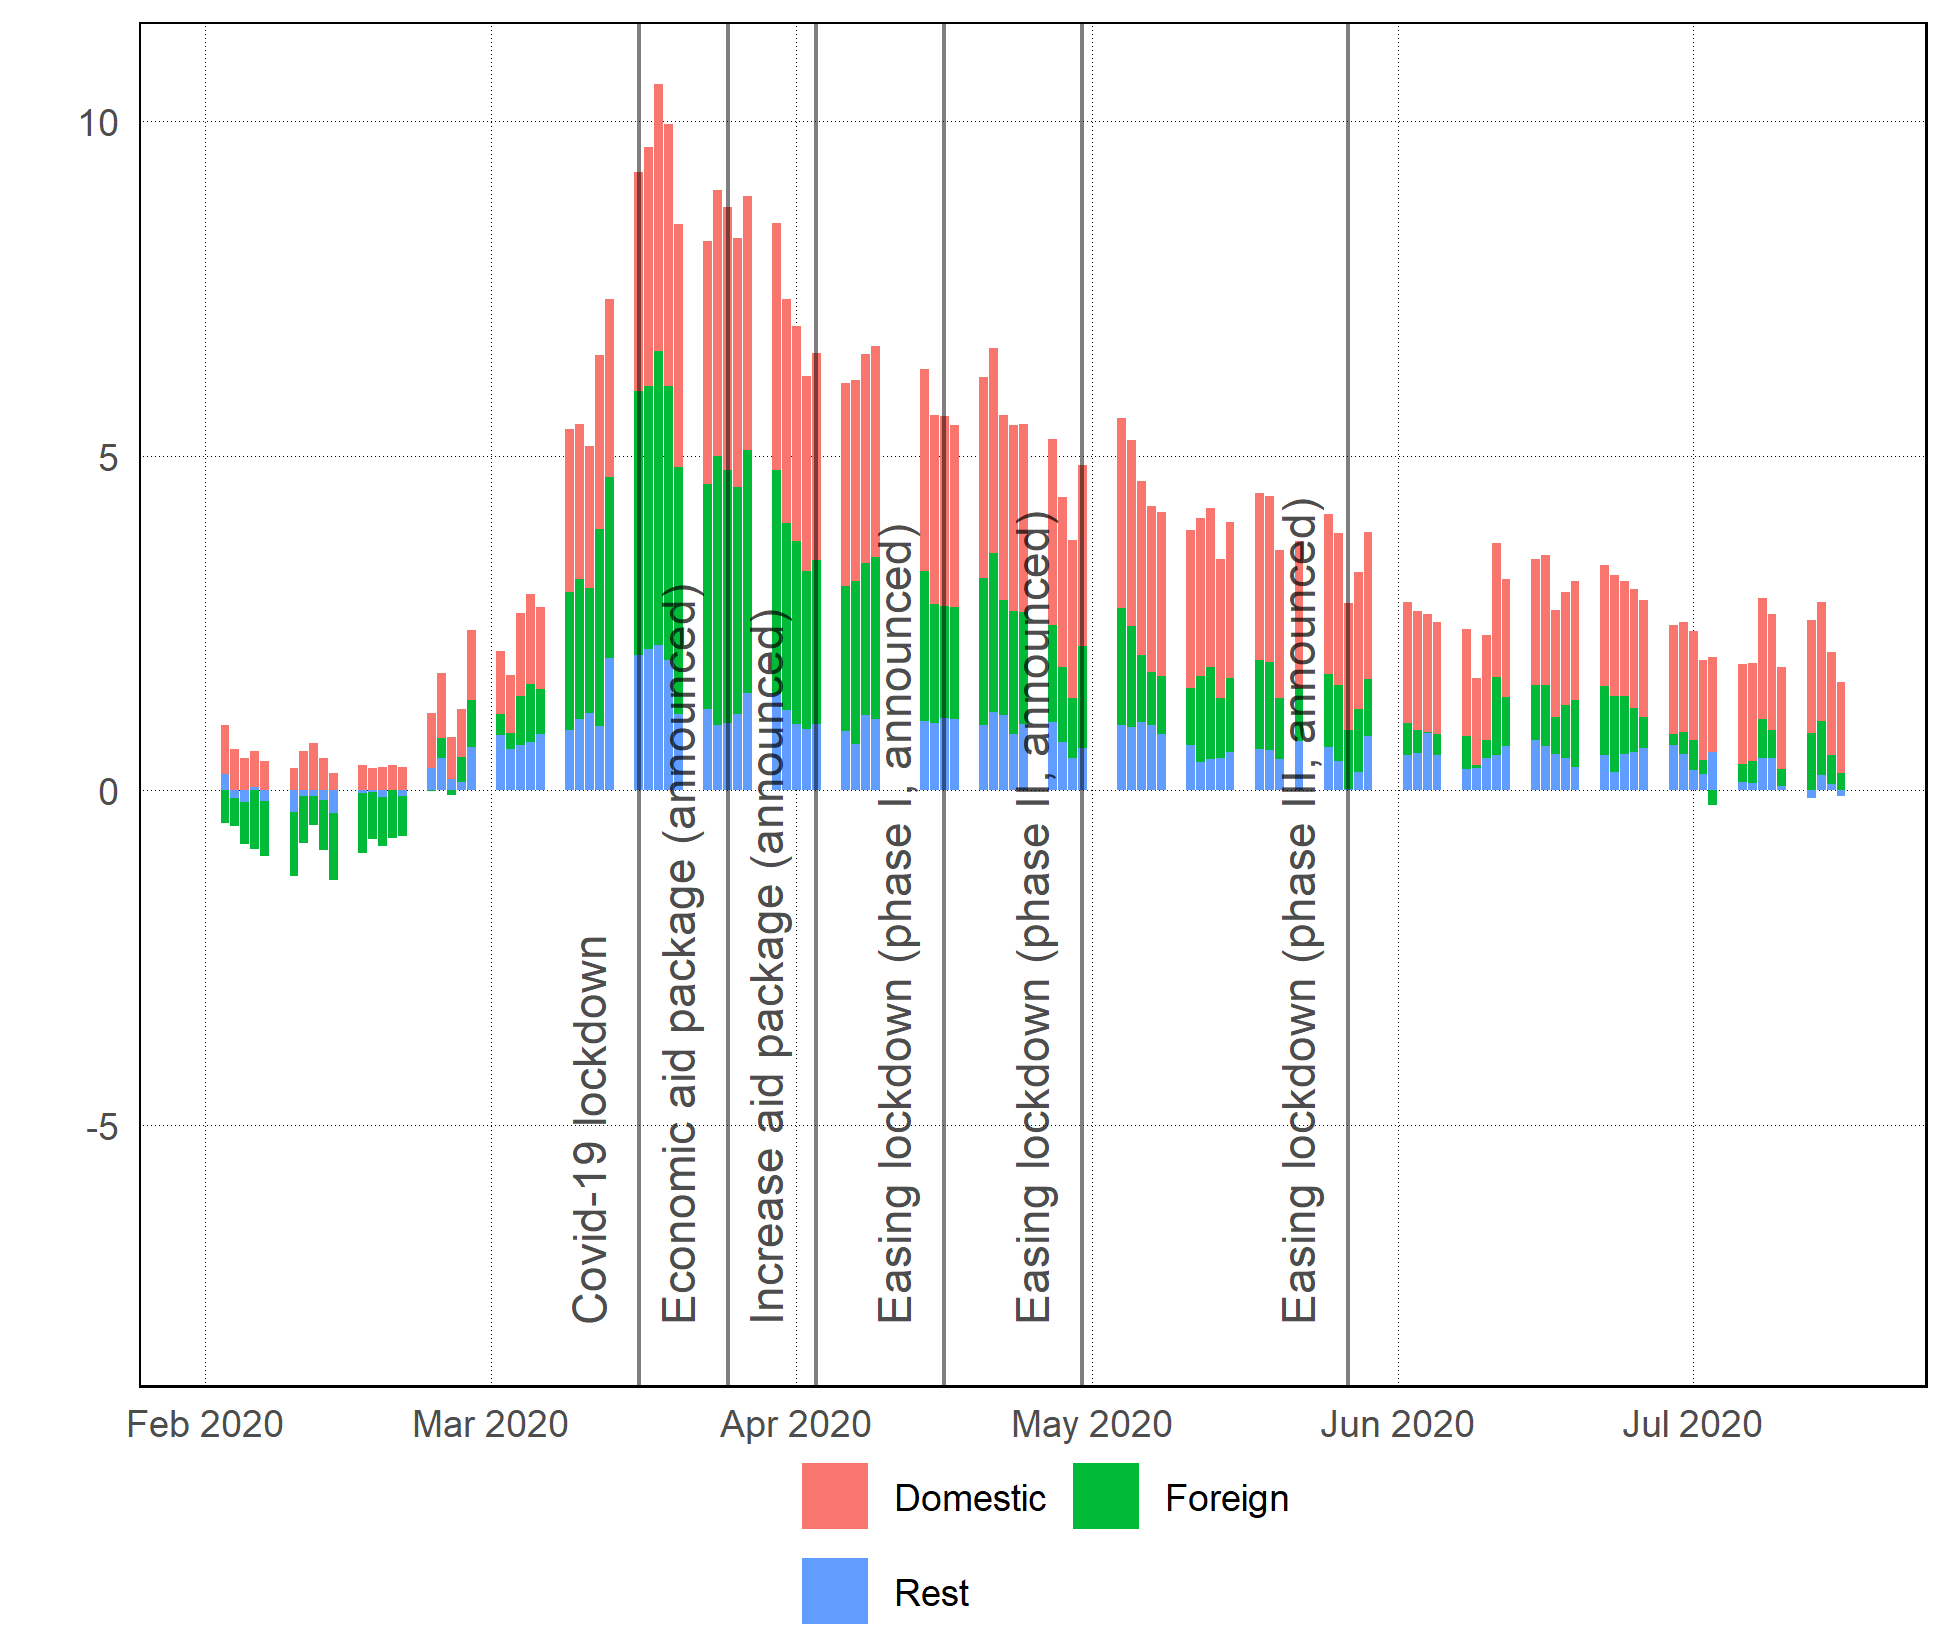 10
5
0
-5
Covid-19 lockdown
Economic aid package (announced)
Increase aid package (announced)
Easing lockdown (phase I, announced)
Easing lockdown (phase II, announced)
Easing lockdown (phase III, announced)
Feb 2020 Mar 2020 Apr 2020 May 2020 Jun 2020 Jul 2020
Domestic Foreign
Rest